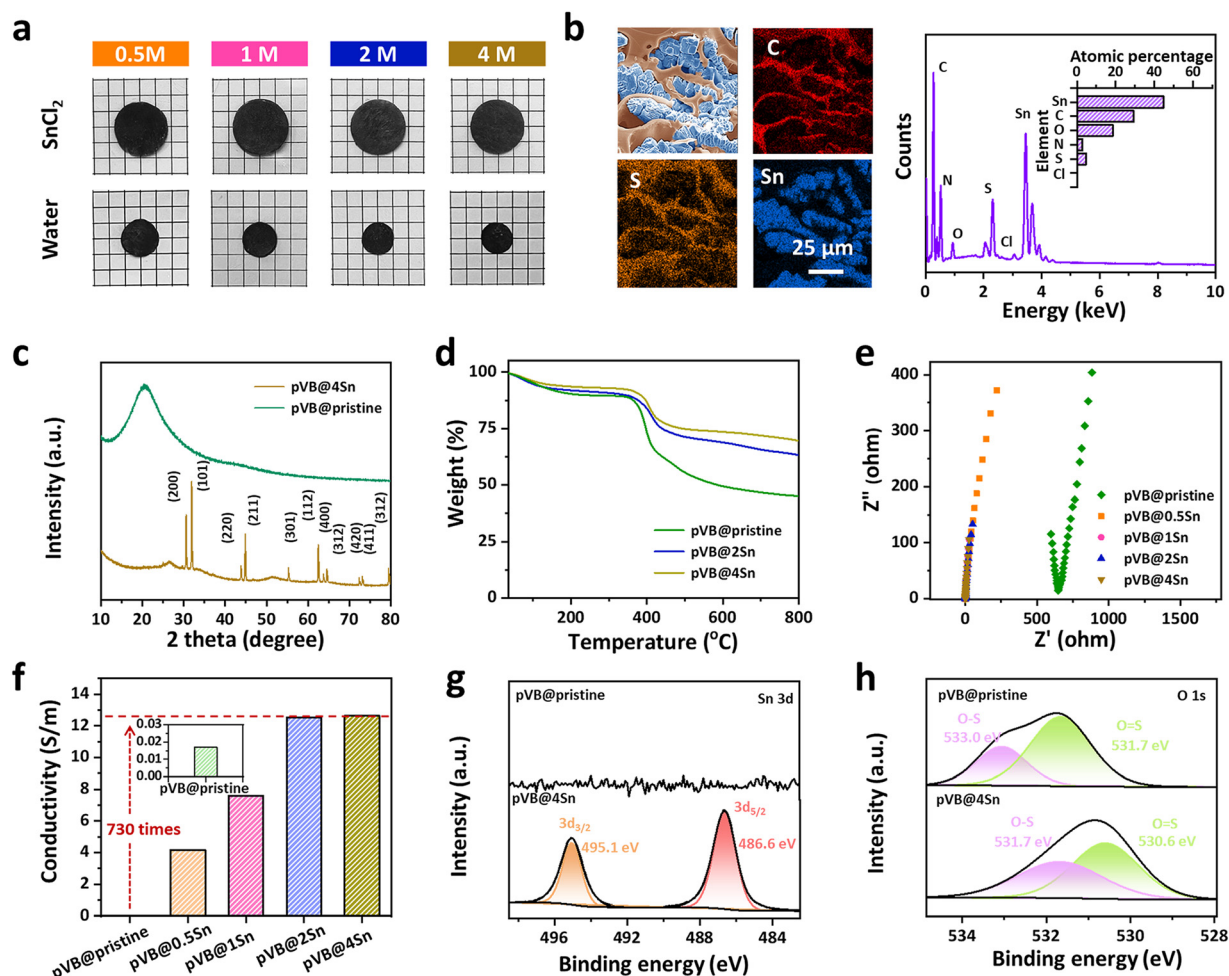 a
0.5M 1 M 2 M 4 M
SnCl2
Water
b
C
S
Sn
25 μm
Counts
C
N
O
S
Cl
Sn
Atomic percentage
0 20 40 60
Element
Sn
C
O
N
S
Cl
0 2 4 6 8 10
Energy (keV)
c
Intensity (a.u.)
pVB@4Sn
pVB@pristine
(200)
(101)
(220)
(211)
(301)
(112)
(400)
(312)
(420)
(411)
(312)
10 20 30 40 50 60 70 80
2 theta (degree)
d
Weight (%)
100
75
50
25
0
pVB@pristine
pVB@2Sn
pVB@4Sn
200 400 600 800
Temperature (°C)
e
Z'' (ohm)
400
300
200
100
0
pVB@pristine
pVB@0.5Sn
pVB@1Sn
pVB@2Sn
pVB@4Sn
0 500 1000 1500
Z' (ohm)
f
Conductivity (S/m)
14
12
10
8
6
4
2
0
730 times
0.03
0.02
0.01
0.00
pVB@pristine
pVB@pristine
pVB@0.5Sn
pVB@1Sn
pVB@2Sn
pVB@4Sn
g
Intensity (a.u.)
pVB@pristine
Sn 3d
pVB@4Sn
3d3/2
495.1 eV
3d5/2
486.6 eV
496 492 488 484
Binding energy (eV)
h
Intensity (a.u.)
pVB@pristine
O 1s
O-S
533.0 eV
O=S
531.7 eV
pVB@4Sn
O-S
531.7 eV
O=S
530.6 eV
534 532 530 528
Binding energy (eV)